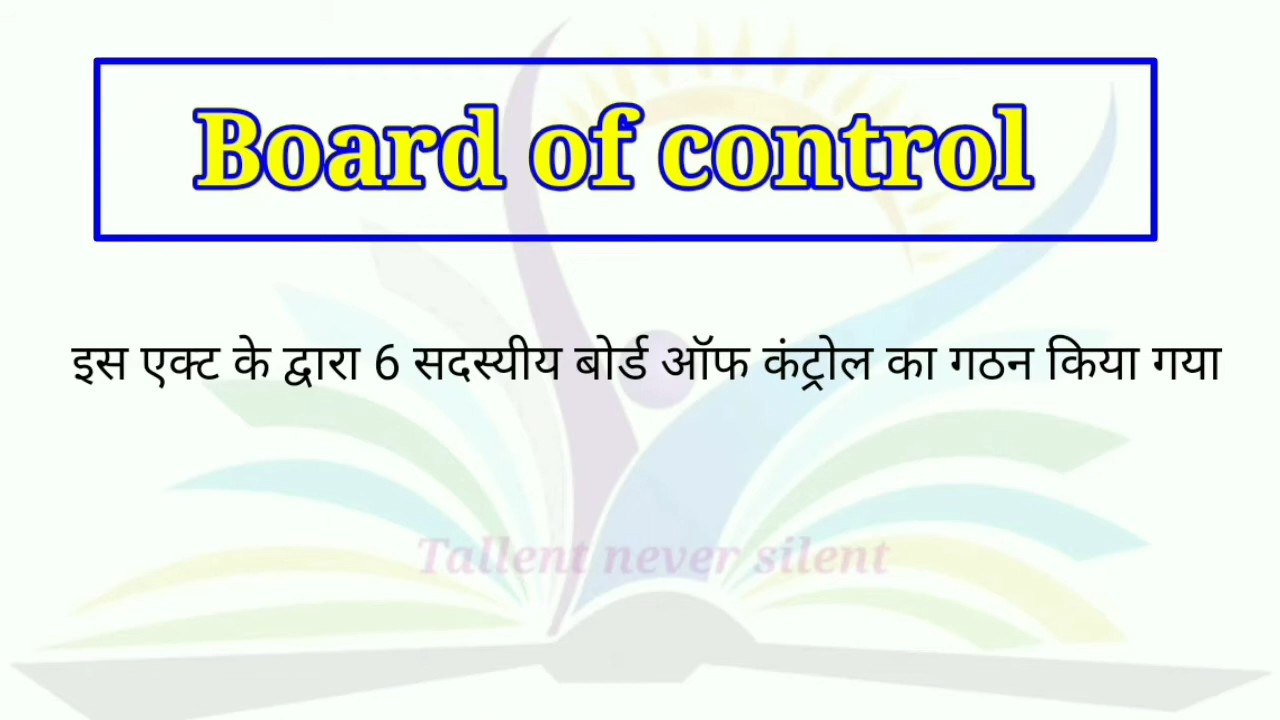 Board of control
इस एक्ट के द्वारा 6 सदस्यीय बोर्ड ऑफ कंट्रोल का गठन किया गया
Tallent never silent